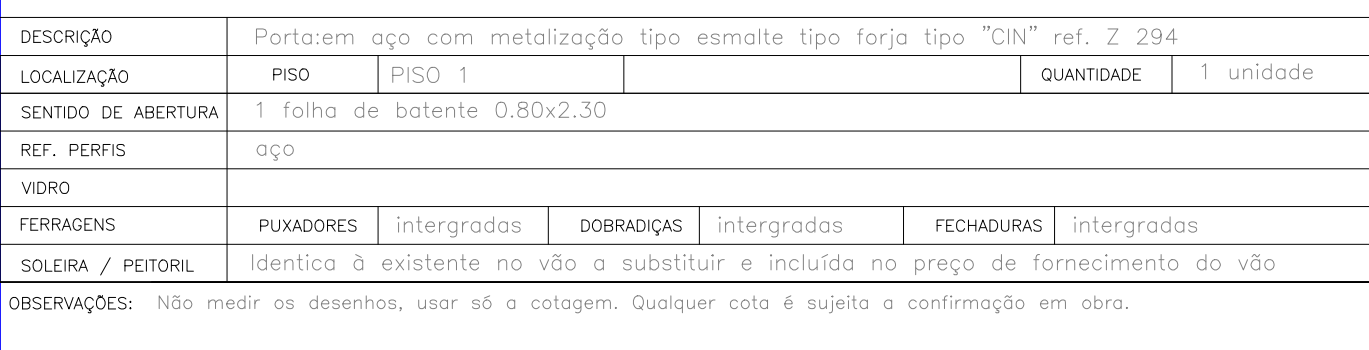 DESCRIÇÃO Porta:em aço com metalização tipo esmalte tipo forja tipo "CIN" ref. Z 294
LOCALIZAÇÃO PISO PISO 1 QUANTIDADE 1 unidade
SENTIDO DE ABERTURA 1 folha de batente 0.80x2.30
REF. PERFIS aço
VIDRO
FERRAGENS PUXADORES intergradas DOBRADIÇAS intergradas FECHADURAS intergradas
SOLEIRA / PEITORIL Identica à existente no vão a substituir e incluída no preço de fornecimento do vão
OBSERVAÇÕES: Não medir os desenhos, usar só a cotagem. Qualquer cota é sujeita a confirmação em obra.